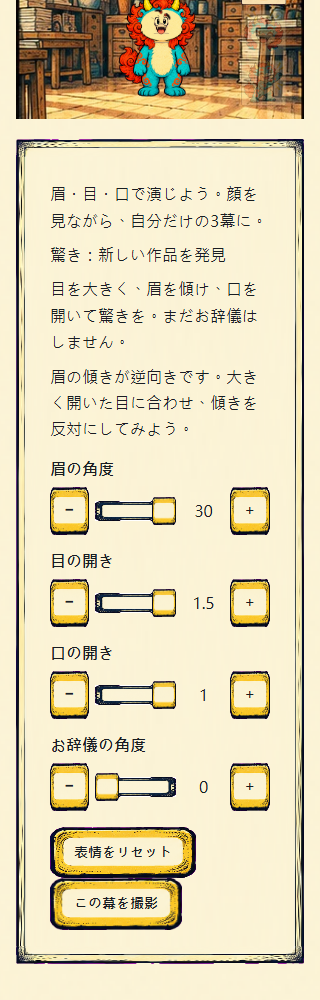 眉・目・口で演じよう。顔を
見ながら、自分だけの3幕に。
驚き：新しい作品を発見
目を大きく、眉を傾け、口を
開いて驚きを。まだお辞儀は
しません。
眉の傾きが逆向きです。大き
く開いた目に合わせ、傾きを
反対にしてみよう。
眉の角度
− 30 +
目の開き
− 1.5 +
口の開き
− 1 +
お辞儀の角度
− 0 +
表情をリセット
この幕を撮影